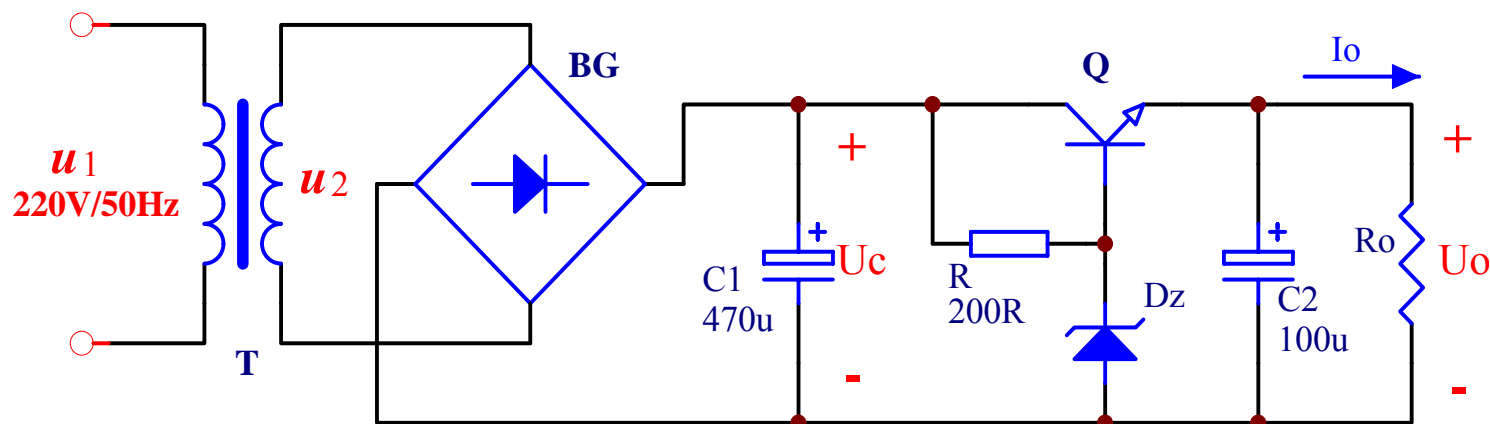 u1
220V/50Hz
T
u2
BG
+
C1
470u
+
Uc
-
R
200R
Q
Dz
Io
+
C2
100u
Ro
+
Uo
-